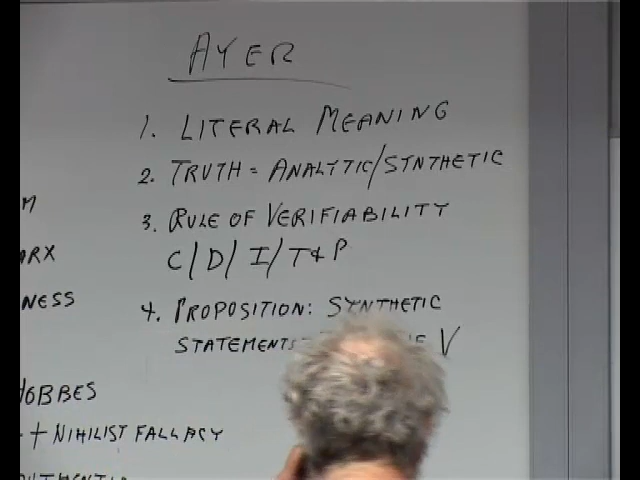 AYER
1. LITERAL MEANING
2. TRUTH = ANALYTIC/SYNTHETIC
3. RULE OF VERIFIABILITY
C/D/I/T+P
4. PROPOSITION: SYNTHETIC
STATEMENTS V
M
RX
NESS
HOBBES
+ NIHILIST FALLACY